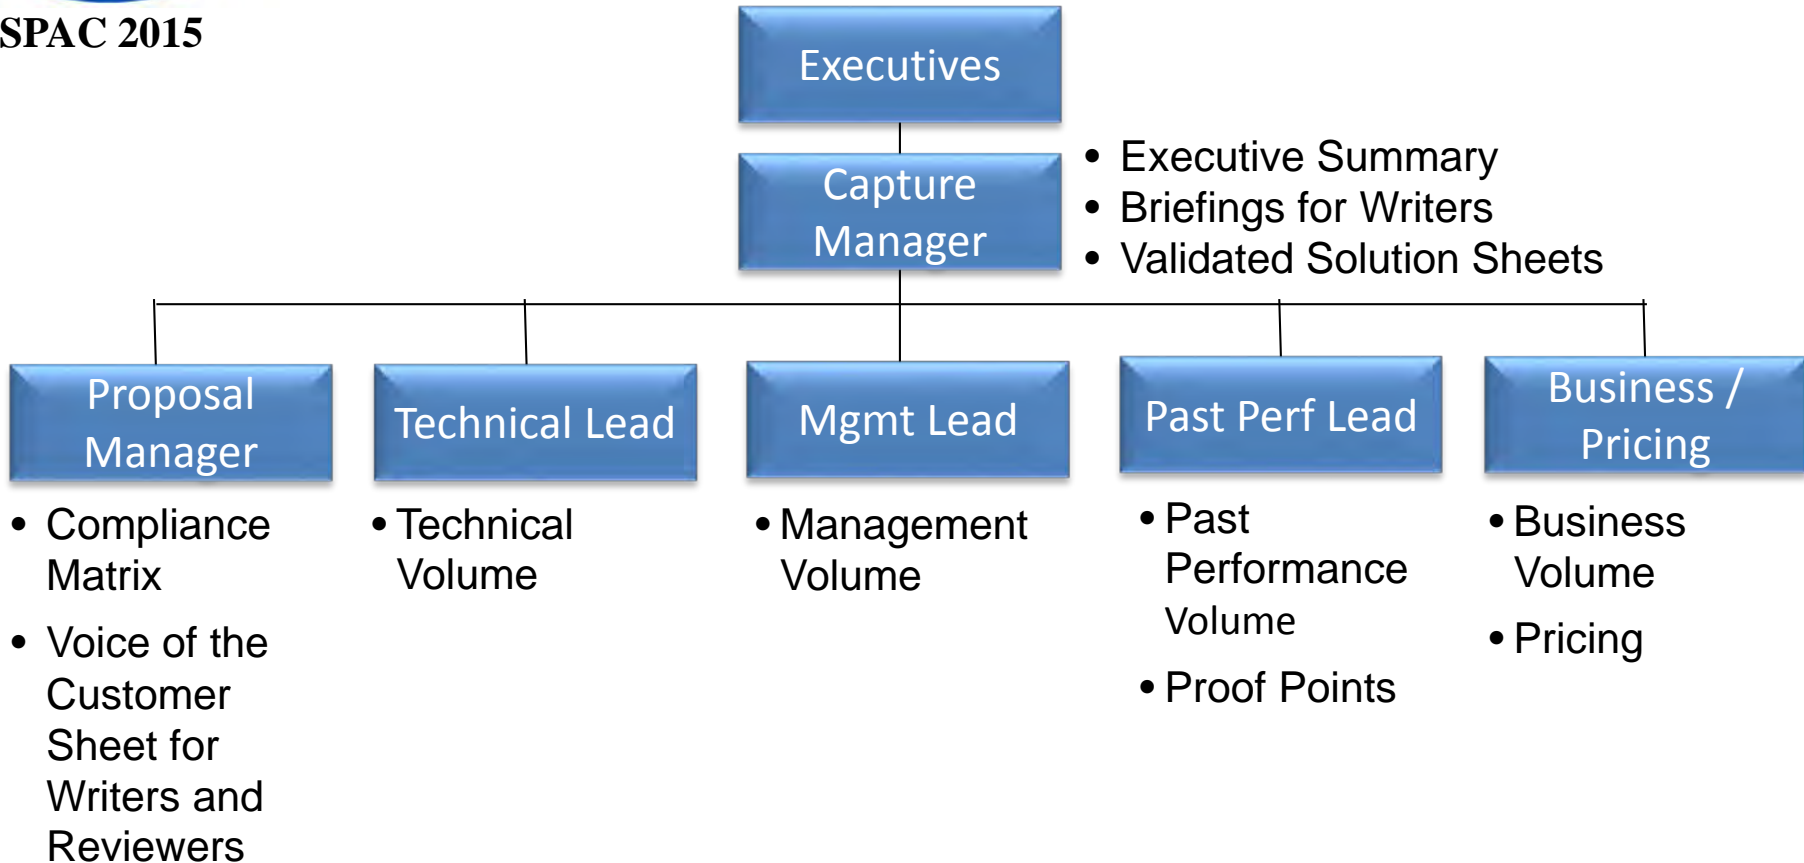 SPAC 2015
Executives
Capture
Manager
• Executive Summary
• Briefings for Writers
• Validated Solution Sheets
Proposal
Manager
• Compliance
Matrix
• Voice of the
Customer
Sheet for
Writers and
Reviewers
Technical Lead
• Technical
Volume
Mgmt Lead
• Management
Volume
Past Perf Lead
• Past
Performance
Volume
• Proof Points
Business /
Pricing
• Business
Volume
• Pricing